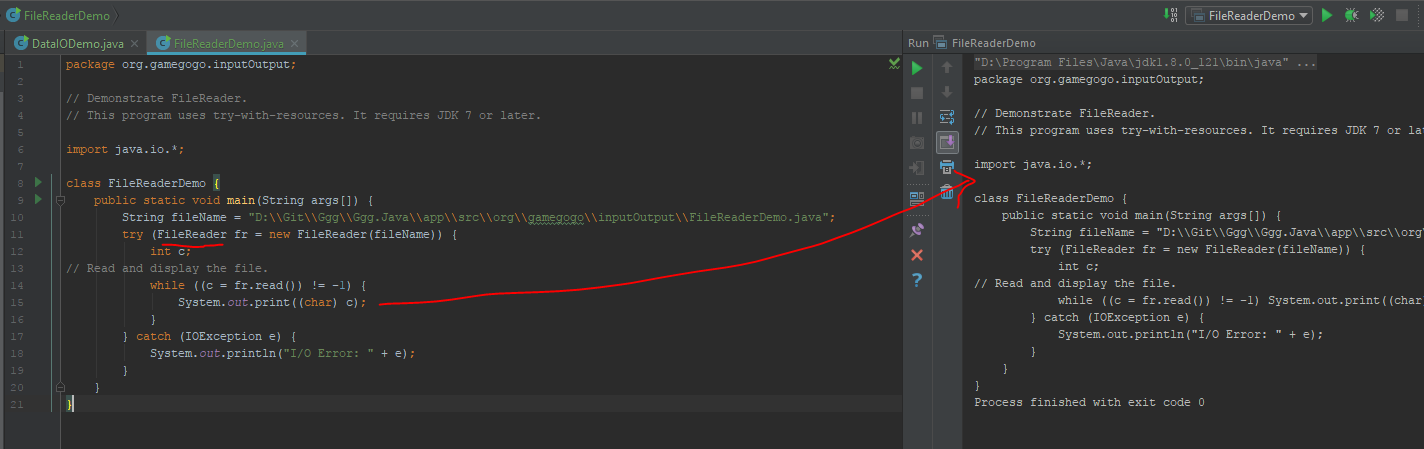 FileReaderDemo
FileReaderDemo
DataIODemo.java
FileReaderDemo.java
1 package org.gamegogo.inputOutput;
2
3 // Demonstrate FileReader.
4 // This program uses try-with-resources. It requires JDK 7 or later.
5
6 import java.io.*;
7
8 class FileReaderDemo {
9 public static void main(String args[]) {
10 String fileName = "D:\\Git\\Ggg\\Ggg.Java\\app\\src\\org\\gamegogo\\inputOutput\\FileReaderDemo.java";
11 try (FileReader fr = new FileReader(fileName)) {
12 int c;
13 // Read and display the file.
14 while ((c = fr.read()) != -1) {
15 System.out.print((char) c);
16 }
17 } catch (IOException e) {
18 System.out.println("I/O Error: " + e);
19 }
20 }
21 }
Run FileReaderDemo
"D:\Program Files\Java\jdk1.8.0_121\bin\java" ...
package org.gamegogo.inputOutput;
// Demonstrate FileReader.
// This program uses try-with-resources. It requires JDK 7 or lat
import java.io.*;
class FileReaderDemo {
public static void main(String args[]) {
String fileName = "D:\\Git\\Ggg\\Ggg.Java\\app\\src\\org\
try (FileReader fr = new FileReader(fileName)) {
int c;
// Read and display the file.
while ((c = fr.read()) != -1) System.out.print((char
} catch (IOException e) {
System.out.println("I/O Error: " + e);
}
}
}
Process finished with exit code 0